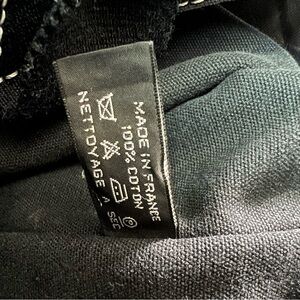 MADE IN FRANCE
100% COTON
NETTOYAGE A SEC